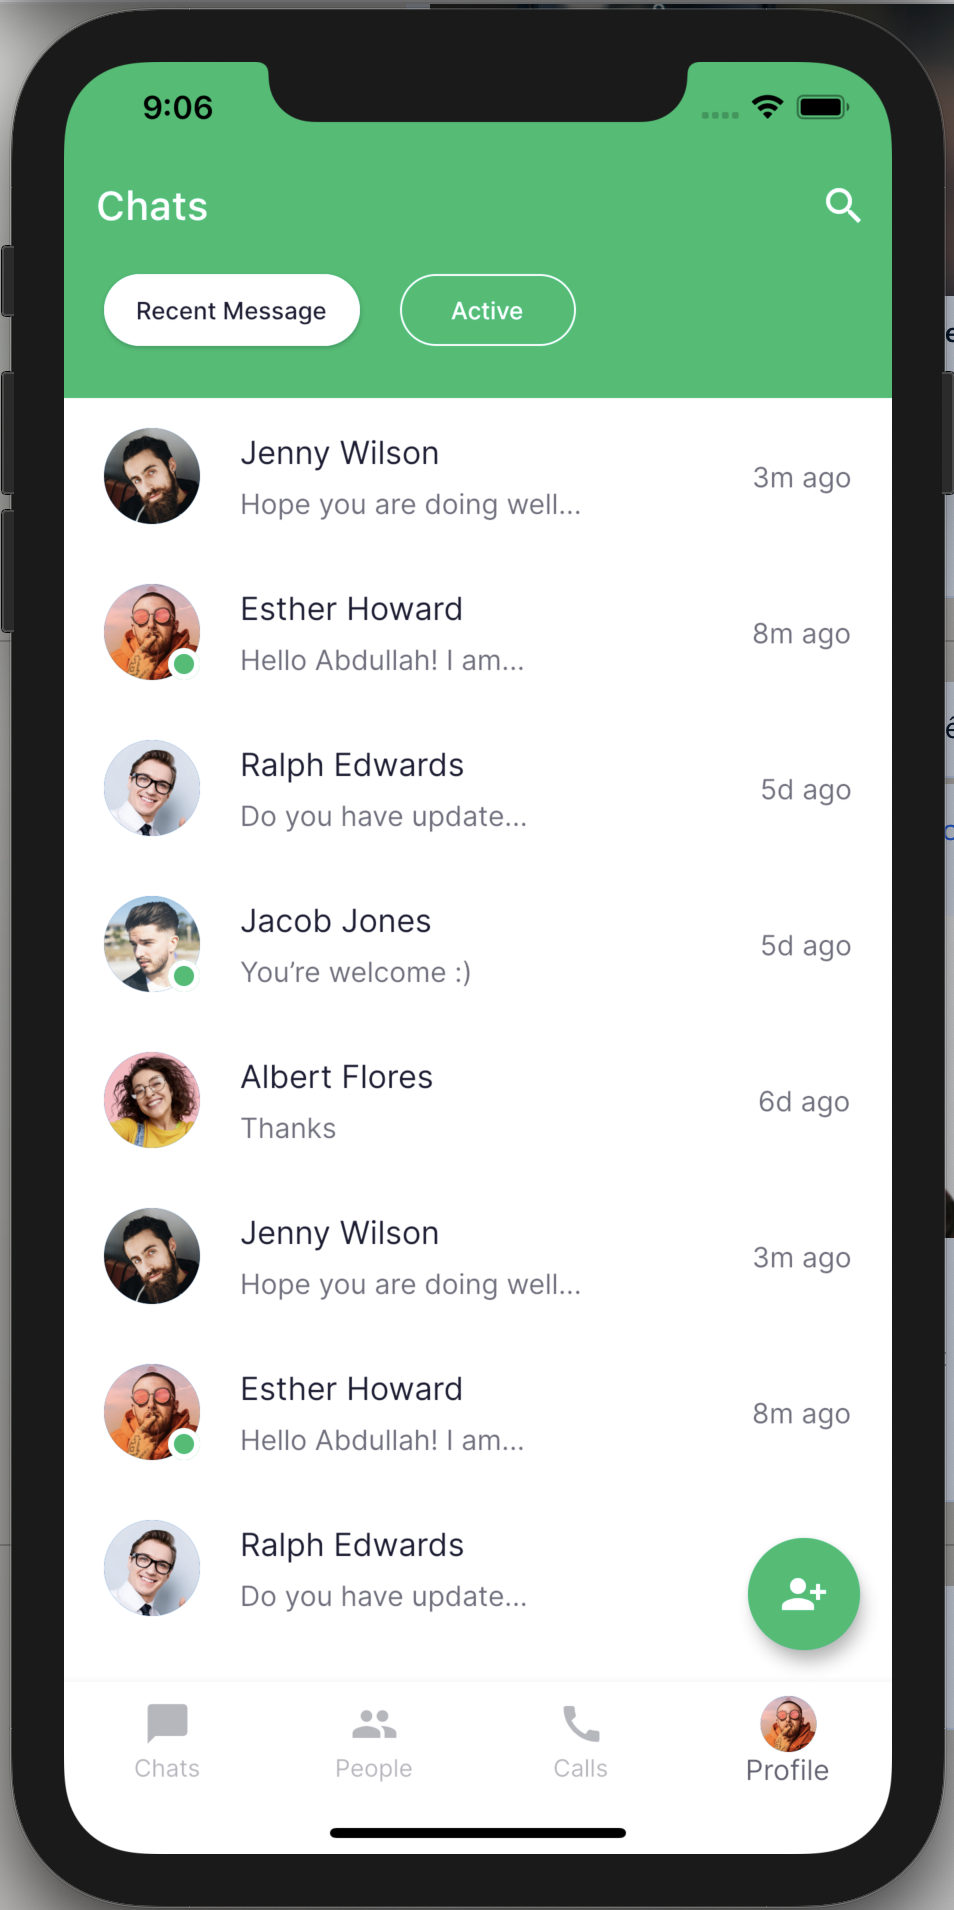 9:06
Chats
Recent Message
Active
Jenny Wilson
Hope you are doing well...
3m ago
Esther Howard
Hello Abdullah! I am...
8m ago
Ralph Edwards
Do you have update...
5d ago
Jacob Jones
You’re welcome :)
5d ago
Albert Flores
Thanks
6d ago
Jenny Wilson
Hope you are doing well...
3m ago
Esther Howard
Hello Abdullah! I am...
8m ago
Ralph Edwards
Do you have update...
Chats
People
Calls
Profile